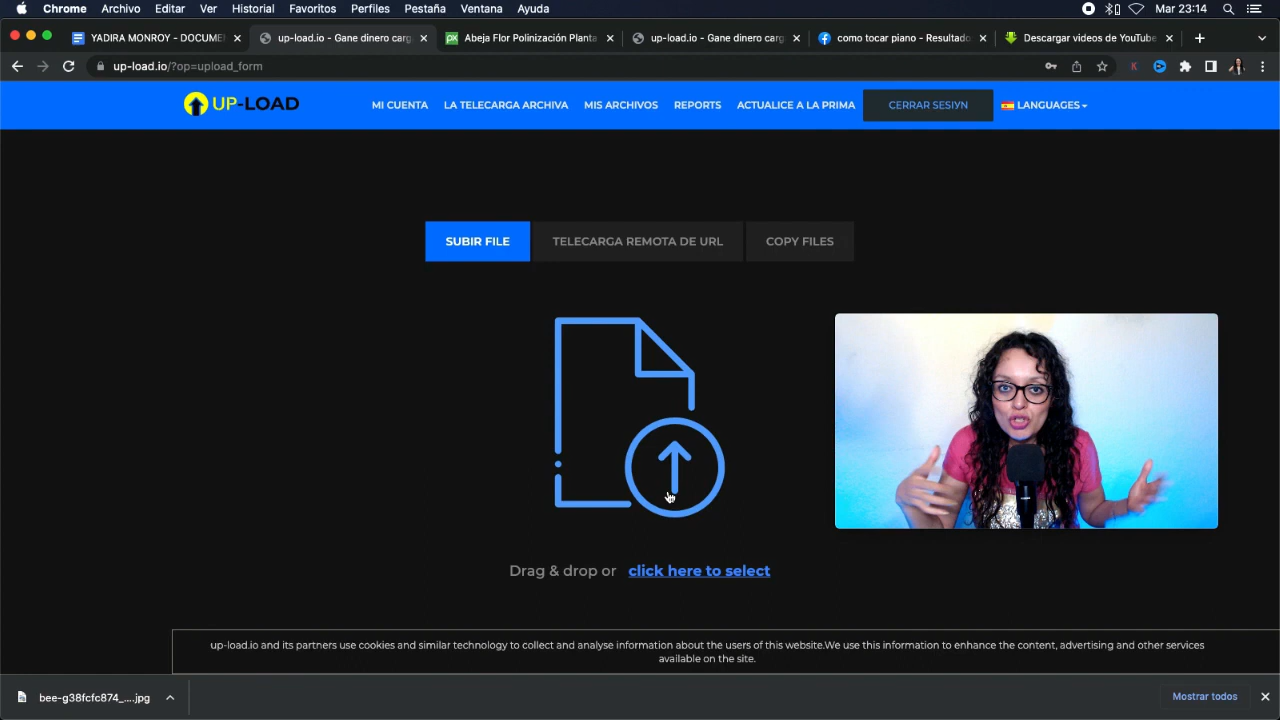 Chrome Archivo Editar Ver Historial Favoritos Perfiles Pestaña Ventana Ayuda Mar 23:14
YADIRA MONROY - DOCUME up-load.io - Gane dinero carg Abeja Flor Polinización Planta up-load.io - Gane dinero carg como tocar piano - Resultado Descargar videos de YouTube
up-load.io/?op=upload_form
UP-LOAD MI CUENTA LA TELECARGA ARCHIVA MIS ARCHIVOS REPORTS ACTUALICE A LA PRIMA CERRAR SESIУN LANGUAGES
SUBIR FILE TELECARGA REMOTA DE URL COPY FILES
Drag & drop or click here to select
up-load.io and its partners use cookies and similar technology to collect and analyse information about the users of this website.We use this information to enhance the content, advertising and other services
available on the site.
bee-g38fcfc874_....jpg Mostrar todos